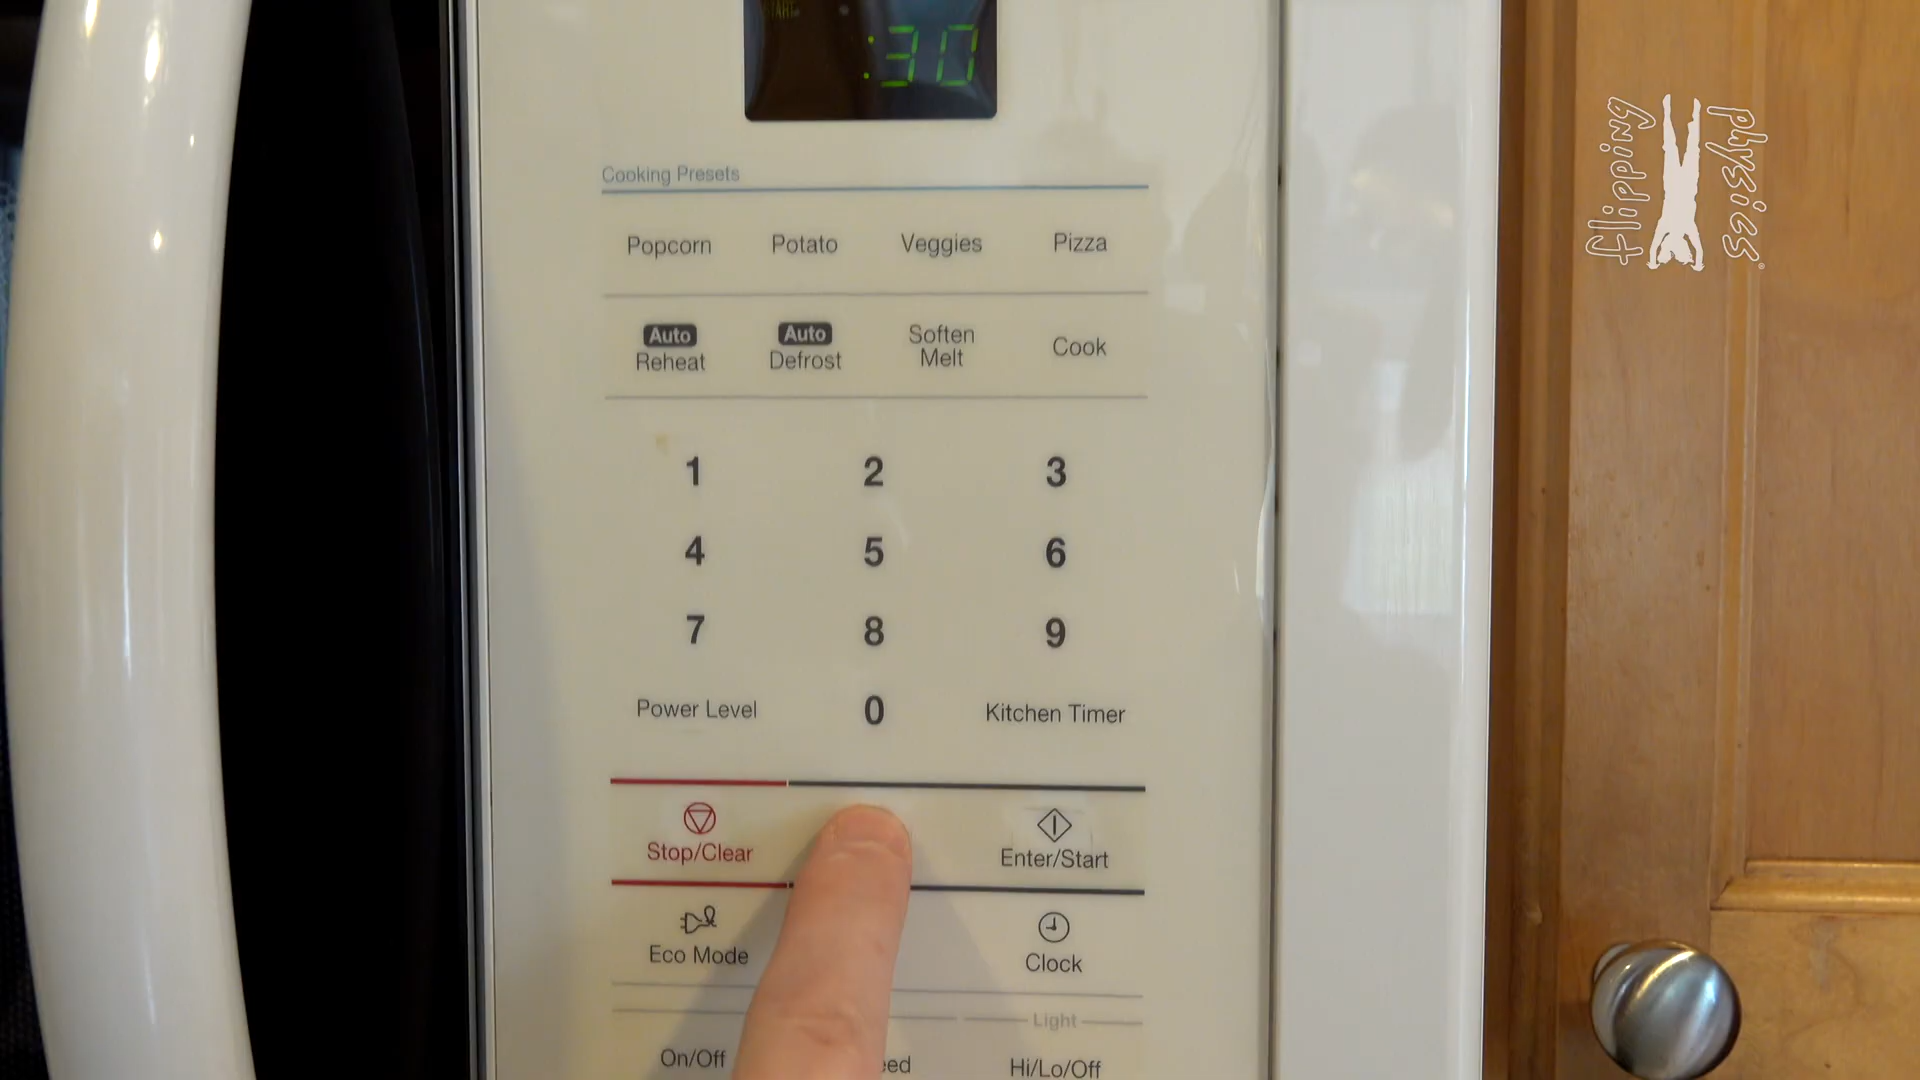 START
:30
Cooking Presets
Popcorn Potato Veggies Pizza
Auto Auto Soften
Reheat Defrost Melt Cook
1 2 3
4 5 6
7 8 9
Power Level 0 Kitchen Timer
Stop/Clear Enter/Start
Eco Mode Clock
Light
On/Off eed Hi/Lo/Off
flipping
physics